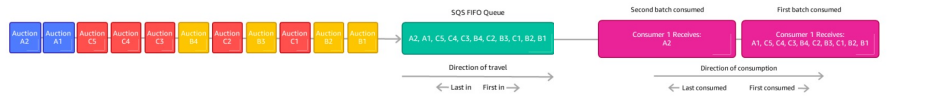 SQS FIFO Queue
Second batch consumed
First batch consumed
Auction A2
Auction A1
Auction C5
Auction C4
Auction C3
Auction B4
Auction C2
Auction B3
Auction C1
Auction B2
Auction B1
A2, A1, C5, C4, C3, B4, C2, B3, C1, B2, B1
Consumer 1 Receives:
A2
Consumer 1 Receives:
A1, C5, C4, C3, B4, C2, B3, C1, B2, B1
Direction of travel
Last in
First in
Direction of consumption
Last consumed
First consumed